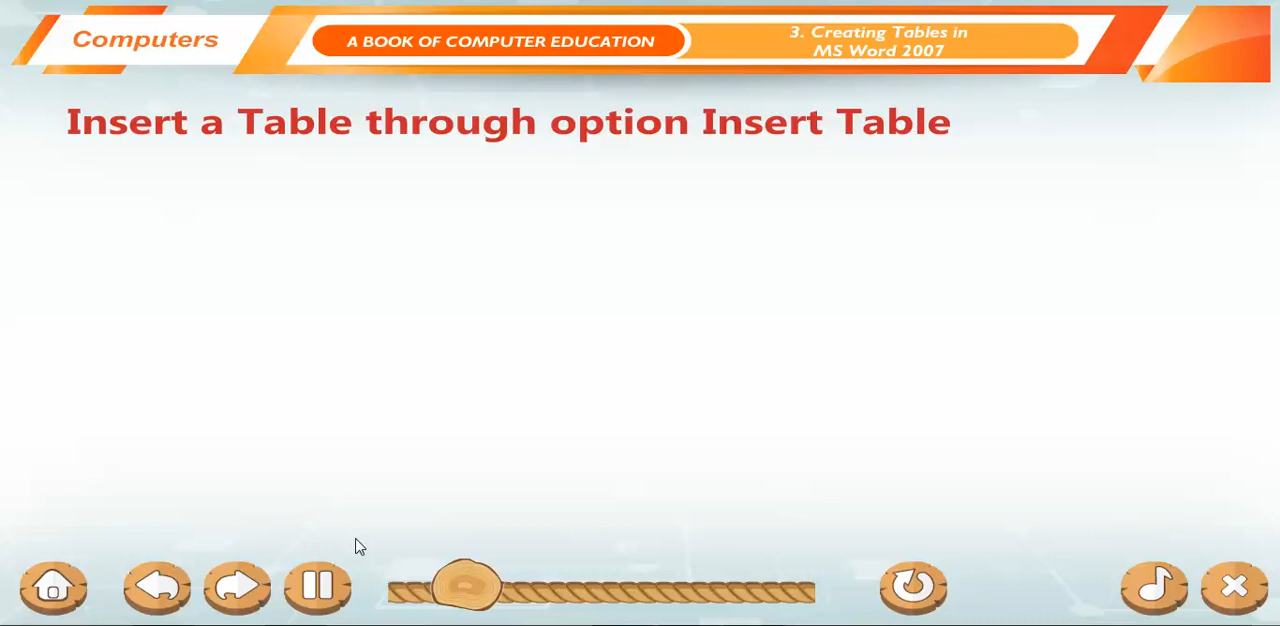 Computers
A BOOK OF COMPUTER EDUCATION
3. Creating Tables in
MS Word 2007
Insert a Table through option Insert Table